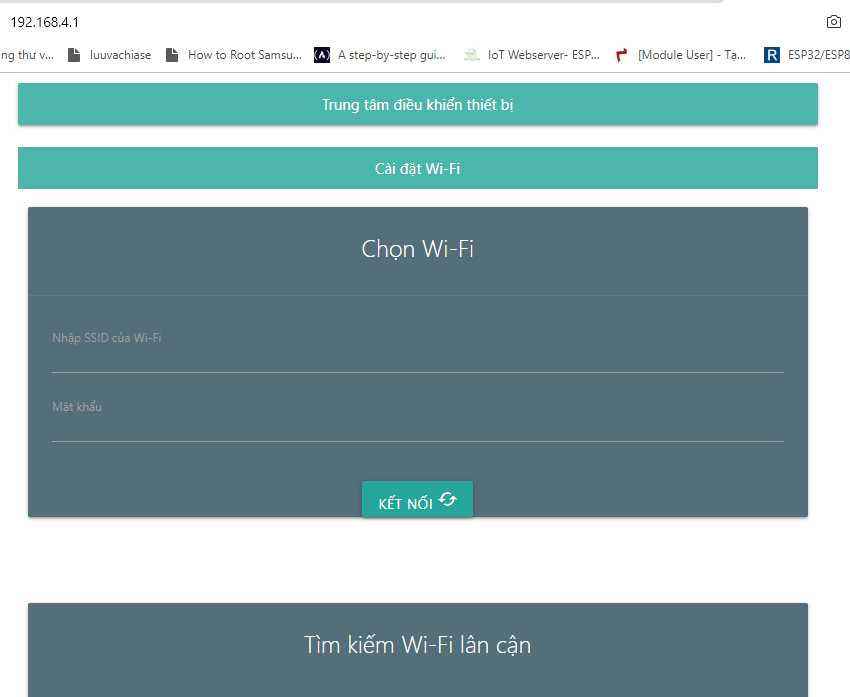 192.168.4.1
ng thư v... luuvachiase How to Root Samsu... (A) A step-by-step gui... IoT Webserver- ESP... [Module User] - Tạ... R ESP32/ESP8
Trung tâm điều khiển thiết bị
Cài đặt Wi-Fi
Chọn Wi-Fi
Nhập SSID của Wi-Fi
Mật khẩu
KẾT NỐI
Tìm kiếm Wi-Fi lân cận